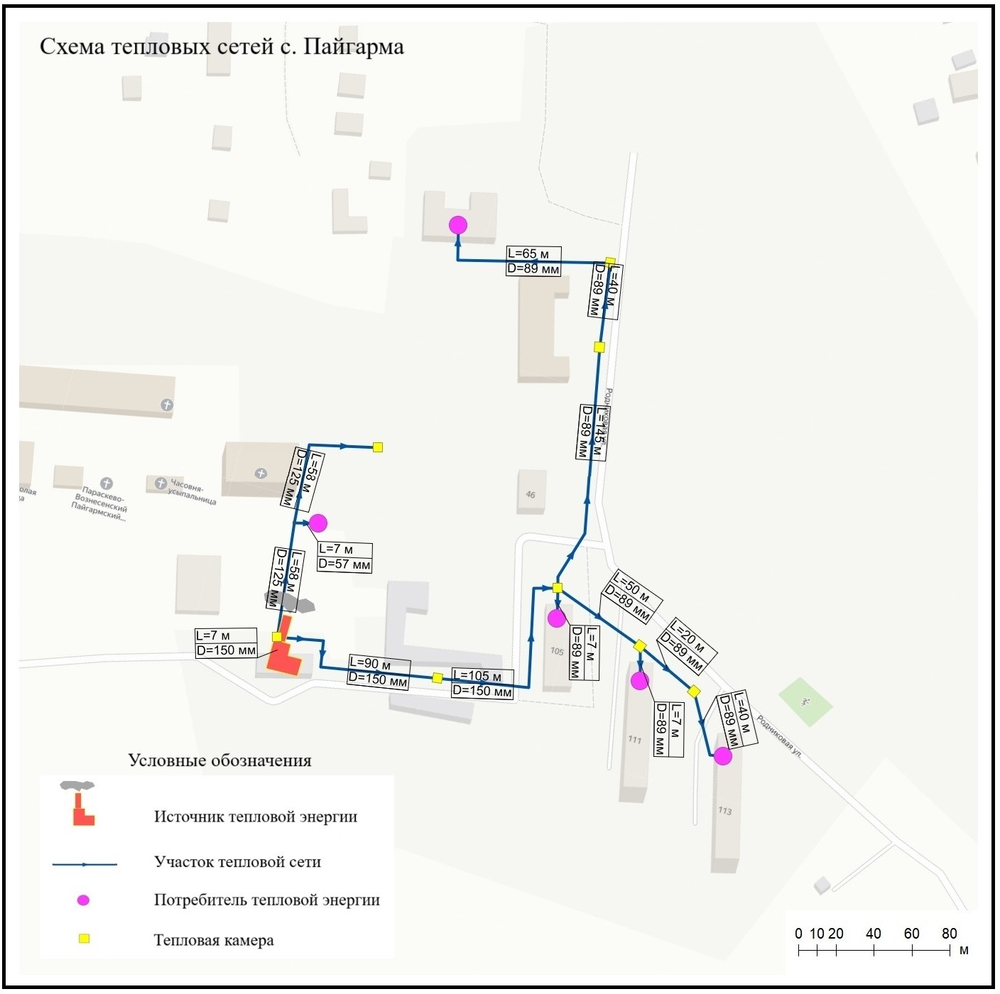 Схема тепловых сетей с. Пайгарма
L=65 м
D=89 мм
L=40 м
D=89 мм
Родниковая ул.
L=145 м
D=89 мм
L=58 м
D=125 мм
Часовня-
усыпальница
Параскево-
Вознесенский
Пайгармский...
46
L=7 м
D=57 мм
L=58 м
D=125 мм
L=50 м
D=89 мм
L=20 м
D=89 мм
L=7 м
D=150 мм
105
L=7 м
D=89 мм
L=90 м
D=150 мм
L=105 м
D=150 мм
L=7 м
D=89 мм
L=40 м
D=89 мм
111
Родниковая ул.
113
Условные обозначения
Источник тепловой энергии
Участок тепловой сети
Потребитель тепловой энергии
Тепловая камера
0 10 20 40 60 80
м